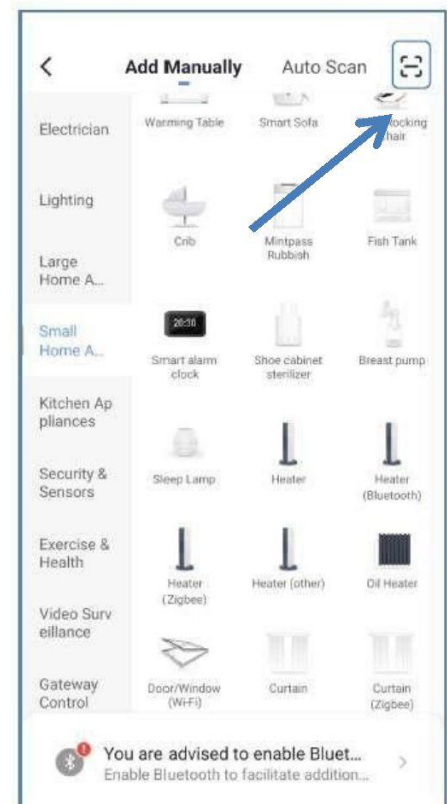 Add Manually
Auto Scan
Electrician
Warming Table
Smart Sofa
ocking
hair
Lighting
Crib
Mintpass
Rubbish
Fish Tank
Large
Home A...
Small
Home A...
20:30
Smart alarm
clock
Shoe cabinet
sterilizer
Breast pump
Kitchen Ap
pliances
Security &
Sensors
Sleep Lamp
Heater
Heater
(Bluetooth)
Exercise &
Health
Heater
(Zigbee)
Heater (other)
Oil Heater
Video Surv
eillance
Gateway
Control
Door/Window
(Wi-Fi)
Curtain
Curtain
(Zigbee)
You are advised to enable Bluet...
Enable Bluetooth to facilitate addition...